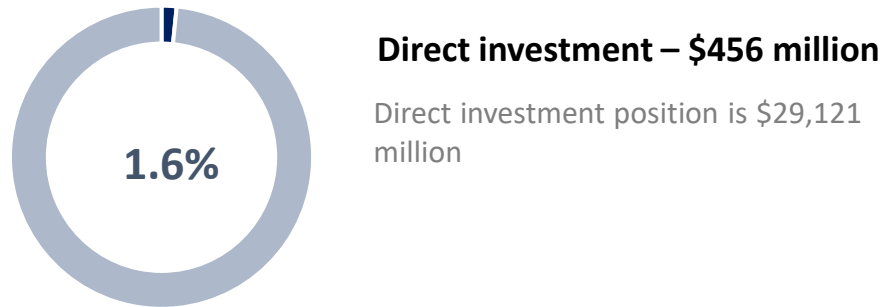 Direct investment – $456 million
Direct investment position is $29,121
million
1.6%